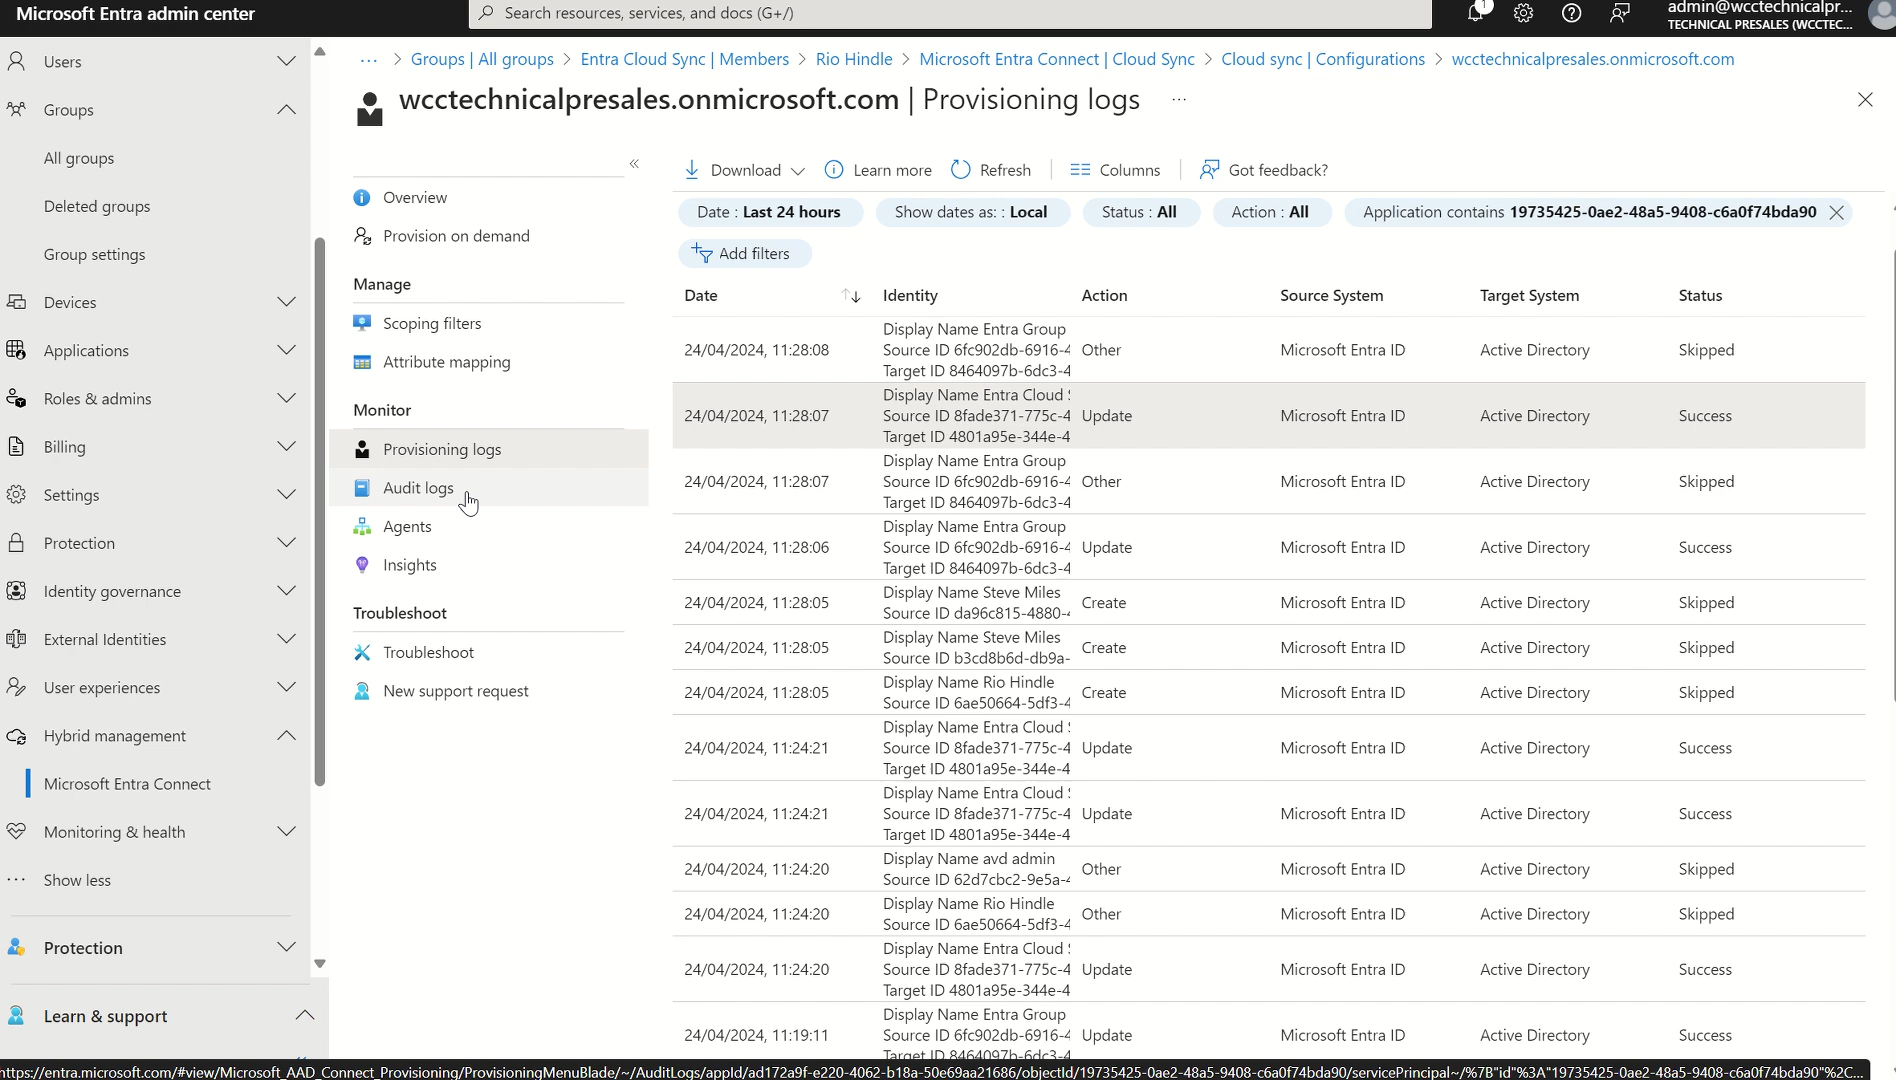 Microsoft Entra admin center
Search resources, services, and docs (G+/)
1
admin@wcctechnicalpr...
TECHNICAL PRESALES (WCCTEC...
Users
Groups
All groups
Deleted groups
Group settings
Devices
Applications
Roles & admins
Billing
Settings
Protection
Identity governance
External Identities
User experiences
Hybrid management
Microsoft Entra Connect
Monitoring & health
Show less
Protection
Learn & support
... > Groups | All groups > Entra Cloud Sync | Members > Rio Hindle > Microsoft Entra Connect | Cloud Sync > Cloud sync | Configurations > wcctechnicalpresales.onmicrosoft.com
wcctechnicalpresales.onmicrosoft.com | Provisioning logs ...
Overview
Provision on demand
Manage
Scoping filters
Attribute mapping
Monitor
Provisioning logs
Audit logs
Agents
Insights
Troubleshoot
Troubleshoot
New support request
Download Learn more Refresh Columns Got feedback?
Date : Last 24 hours Show dates as: : Local Status : All Action : All Application contains 19735425-0ae2-48a5-9408-c6a0f74bda90
Add filters
Date Identity Action Source System Target System Status
Display Name Entra Group
24/04/2024, 11:28:08 Source ID 6fc902db-6916-4 Other Microsoft Entra ID Active Directory Skipped
Target ID 8464097b-6dc3-4
Display Name Entra Cloud
24/04/2024, 11:28:07 Source ID 8fade371-775c-4 Update Microsoft Entra ID Active Directory Success
Target ID 4801a95e-344e-4
Display Name Entra Group
24/04/2024, 11:28:07 Source ID 6fc902db-6916-4 Other Microsoft Entra ID Active Directory Skipped
Target ID 8464097b-6dc3-4
Display Name Entra Group
24/04/2024, 11:28:06 Source ID 6fc902db-6916-4 Update Microsoft Entra ID Active Directory Success
Target ID 8464097b-6dc3-4
Display Name Steve Miles
24/04/2024, 11:28:05 Create Microsoft Entra ID Active Directory Skipped
Source ID da96c815-4880-4
Display Name Steve Miles
24/04/2024, 11:28:05 Create Microsoft Entra ID Active Directory Skipped
Source ID b3cd8b6d-db9a-
Display Name Rio Hindle
24/04/2024, 11:28:05 Create Microsoft Entra ID Active Directory Skipped
Source ID 6ae50664-5df3-4
Display Name Entra Cloud
24/04/2024, 11:24:21 Source ID 8fade371-775c-4 Update Microsoft Entra ID Active Directory Success
Target ID 4801a95e-344e-4
Display Name Entra Cloud
24/04/2024, 11:24:21 Source ID 8fade371-775c-4 Update Microsoft Entra ID Active Directory Success
Target ID 4801a95e-344e-4
Display Name avd admin
24/04/2024, 11:24:20 Other Microsoft Entra ID Active Directory Skipped
Source ID 62d7cbc2-9e5a-4
Display Name Rio Hindle
24/04/2024, 11:24:20 Other Microsoft Entra ID Active Directory Skipped
Source ID 6ae50664-5df3-4
Display Name Entra Cloud
24/04/2024, 11:24:20 Source ID 8fade371-775c-4 Update Microsoft Entra ID Active Directory Success
Target ID 4801a95e-344e-4
Display Name Entra Group
24/04/2024, 11:19:11 Source ID 6fc902db-6916-4 Update Microsoft Entra ID Active Directory Success
Target ID 8464097b-6dc3-4
https://entra.microsoft.com/#view/Microsoft_AAD_Connect_Provisioning/ProvisioningMenuBlade/~/AuditLogs/appId/ad172a9f-e220-4062-b18a-50e69aa21686/objectId/19735425-0ae2-48a5-9408-c6a0f74bda90/servicePrincipal~/%7B"id"%3A"19735425-0ae2-48a5-9408-c6a0f74bda90"%2C...